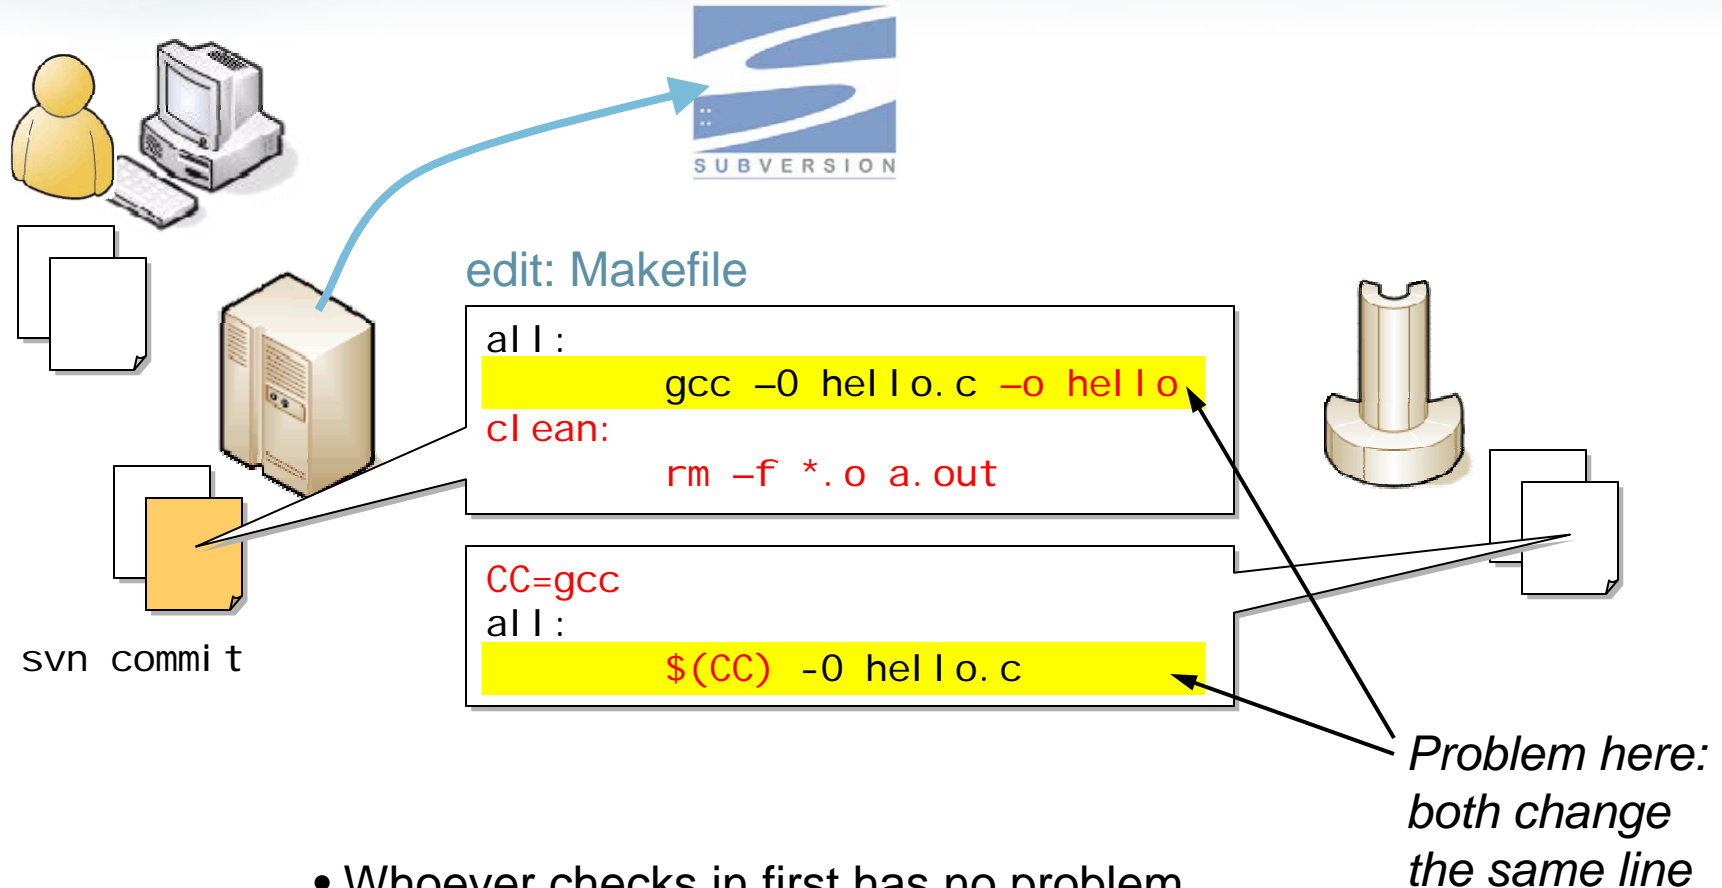 SUBVERSION
edit: Makefile
all:
gcc –O hello.c –o hello
clean:
rm –f *.o a.out
CC=gcc
all:
$(CC) -O hello.c
svn commit
Problem here:
both change
the same line
• Whoever checks in first has no problem